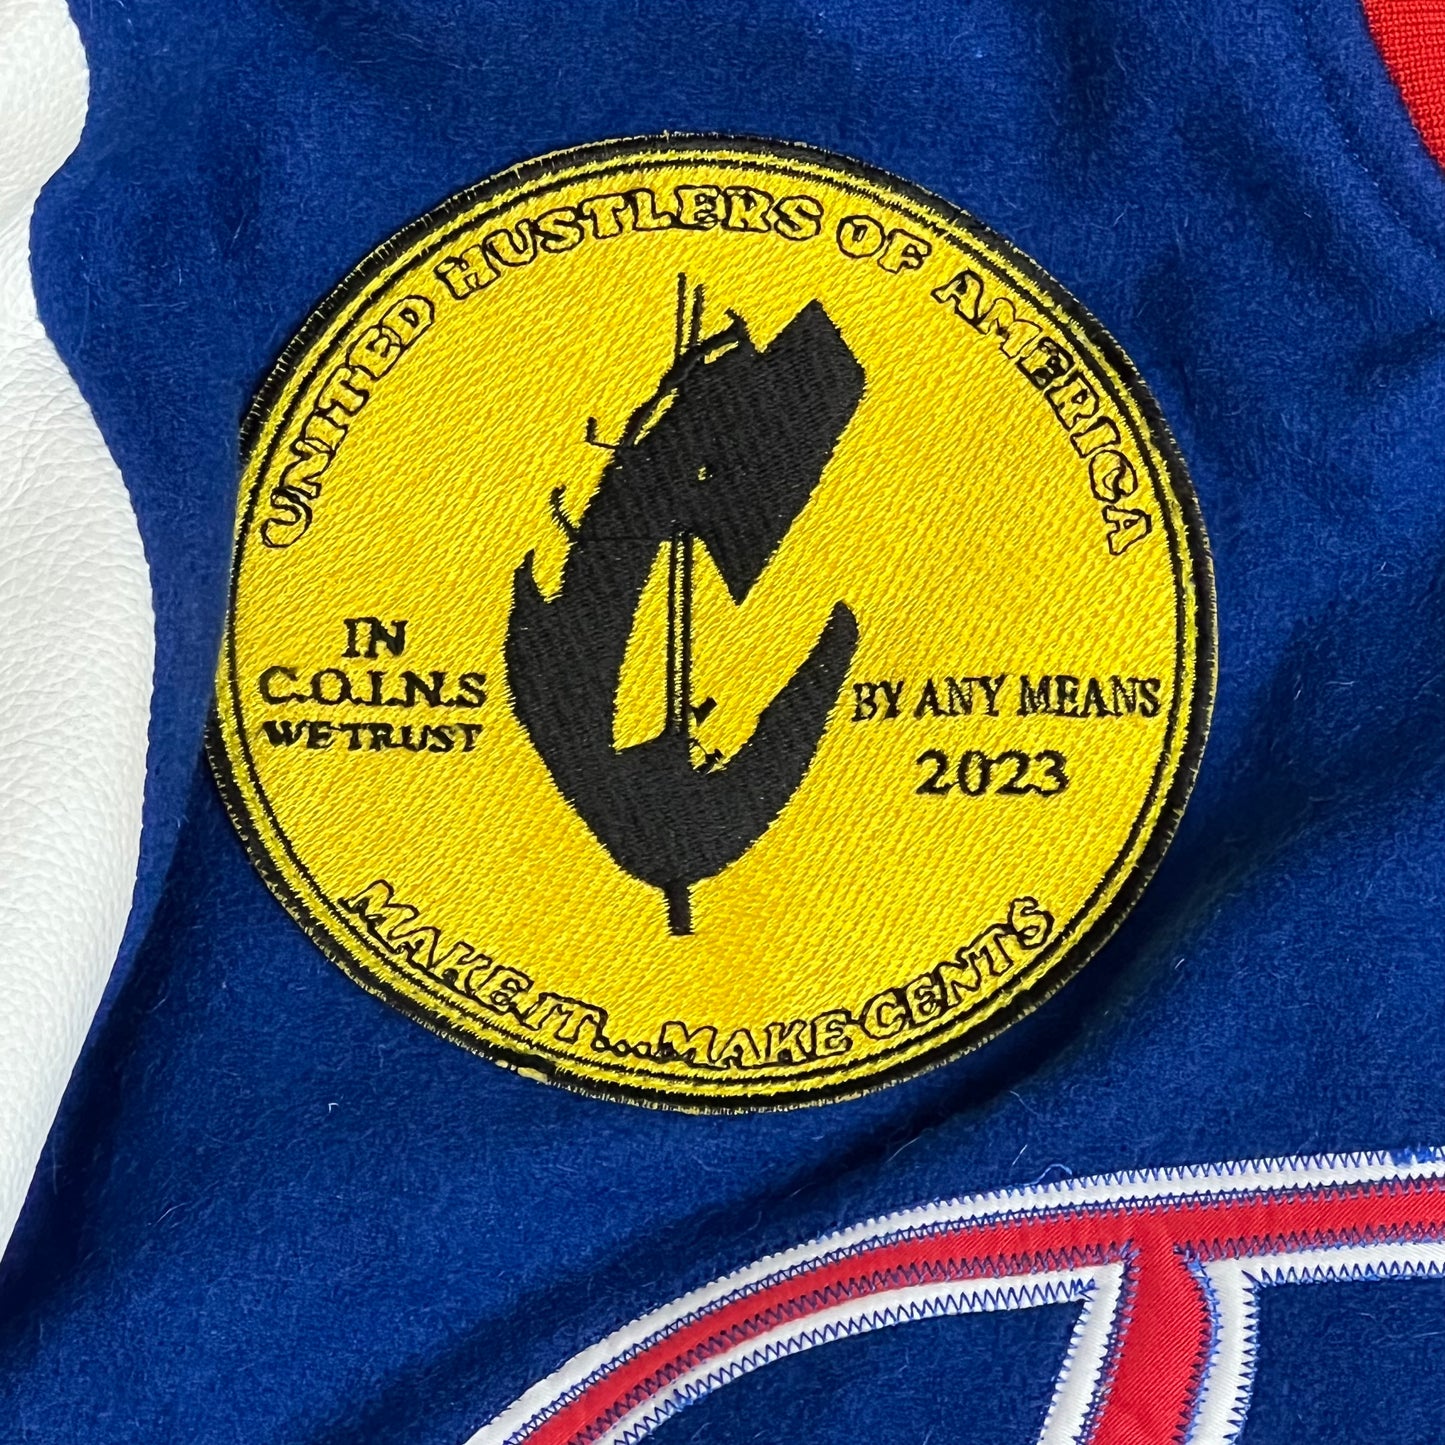 UNITED HUSTLERS OF AMERICA
IN
C.O.I.N.S
WE TRUST
BY ANY MEANS
2023
MAKE IT...MAKE CENTS